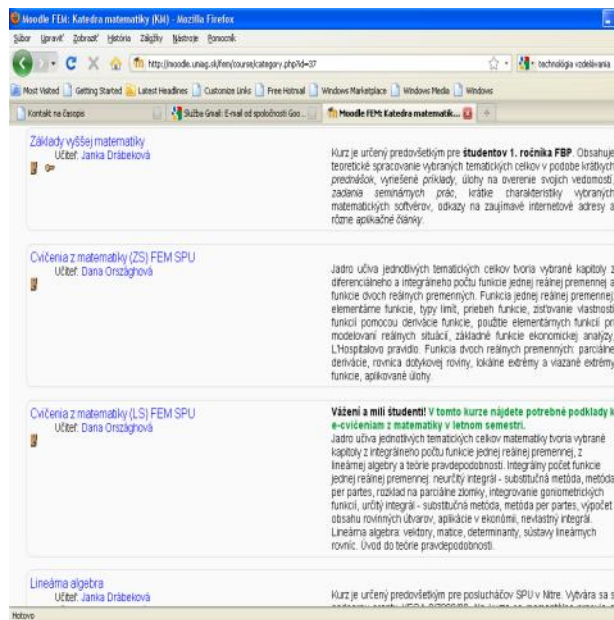 Moodle FEM: Katedra matematiky (KM) - Mozilla Firefox
Súbor Upraviť Zobraziť História Záložky Nástroje Pomocník
http://moodle.uniag.sk/fem/course/category.php?id=37
technológia vzdelávania
Most Visited Getting Started Latest Headlines Customize Links Free Hotmail Windows Marketplace Windows Media Windows
Kontakt na časopis
Služba Gmail: E-mail od spoločnosti Goo...
Moodle FEM: Katedra matematik...
Základy vyššej matematiky
Učiteľ: Janka Drábeková
Kurz je určený predovšetkým pre študentov 1. ročníka FBP. Obsahuje
teoretické spracovanie vybraných tematických celkov v podobe krátkych
prednášok, vyriešené príklady, úlohy na overenie svojich vedomostí,
zadania seminárnych prác, krátke charakteristiky vybraných
matematických softvérov, odkazy na zaujímavé internetové adresy a
rôzne aplikačné články.
Cvičenia z matematiky (ZS) FEM SPU
Učiteľ: Dana Országhová
Jadro učiva jednotlivých tematických celkov tvoria vybrané kapitoly z
diferenciálneho a integrálneho počtu funkcie jednej reálnej premennej a
funkcie dvoch reálnych premenných. Funkcia jednej reálnej premennej:
elementárne funkcie, typy limít, priebeh funkcie, zisťovanie vlastností
funkcií pomocou derivácie funkcie, použitie elementárnych funkcií pri
modelovaní reálnych situácií, základné funkcie ekonomickej analýzy,
L'Hospitalovo pravidlo. Funkcia dvoch reálnych premenných: parciálne
derivácie, rovnica dotykovej roviny, lokálne extrémy a viazané extrémy
funkcie, aplikované úlohy.
Cvičenia z matematiky (LS) FEM SPU
Učiteľ: Dana Országhová
Vážení a milí študenti! V tomto kurze nájdete potrebné podklady k
e-cvičeniam z matematiky v letnom semestri.
Jadro učiva jednotlivých tematických celkov matematiky tvoria vybrané
kapitoly z integrálneho počtu funkcie jednej reálnej premennej, z
lineárnej algebry a teórie pravdepodobnosti. Integrálny počet funkcie
jednej reálnej premennej: neurčitý integrál - substitučná metóda, metóda
per partes, rozklad na parciálne zlomky, integrovanie goniometrických
funkcií, určitý integrál - substitučná metóda, metóda per partes, výpočet
obsahu rovinných útvarov, aplikácie v ekonómii, nevlastný integrál.
Lineárna algebra: vektory, matice, determinanty, sústavy lineárnych
rovníc. Úvod do teórie pravdepodobnosti.
Lineárna algebra
Učiteľ: Janka Drábeková
Kurz je určený predovšetkým pre poslucháčov SPU v Nitre. Vytvára sa s
Hotovo